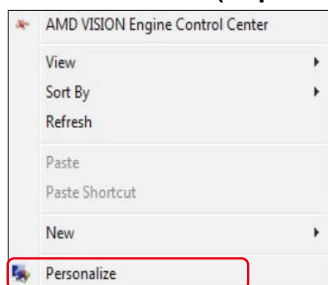 AMD VISION Engine Control Center
View
Sort By
Refresh
Paste
Paste Shortcut
New
Personalize